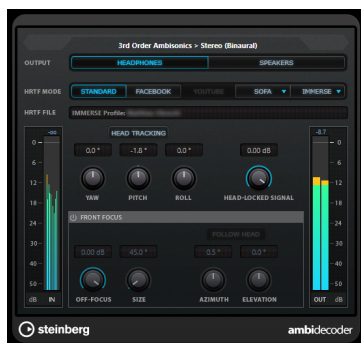 3rd Order Ambisonics > Stereo (Binaural)
OUTPUT HEADPHONES SPEAKERS
HRTF MODE STANDARD FACEBOOK YOUTUBE SOFA IMMERSE
HRTF FILE IMMERSE Profile:
-oo HEAD TRACKING -8.7
0.0 ° -1.8 ° 0.0 ° 0.00 dB
YAW PITCH ROLL HEAD-LOCKED SIGNAL
0 6 12 18 24 30 40 50
0 6 12 18 24 30 40 50
FRONT FOCUS
FOLLOW HEAD
0.00 dB 45.0 ° 0.5 ° 0.0 °
OFF-FOCUS SIZE AZIMUTH ELEVATION
dB IN OUT dB
steinberg ambidecoder